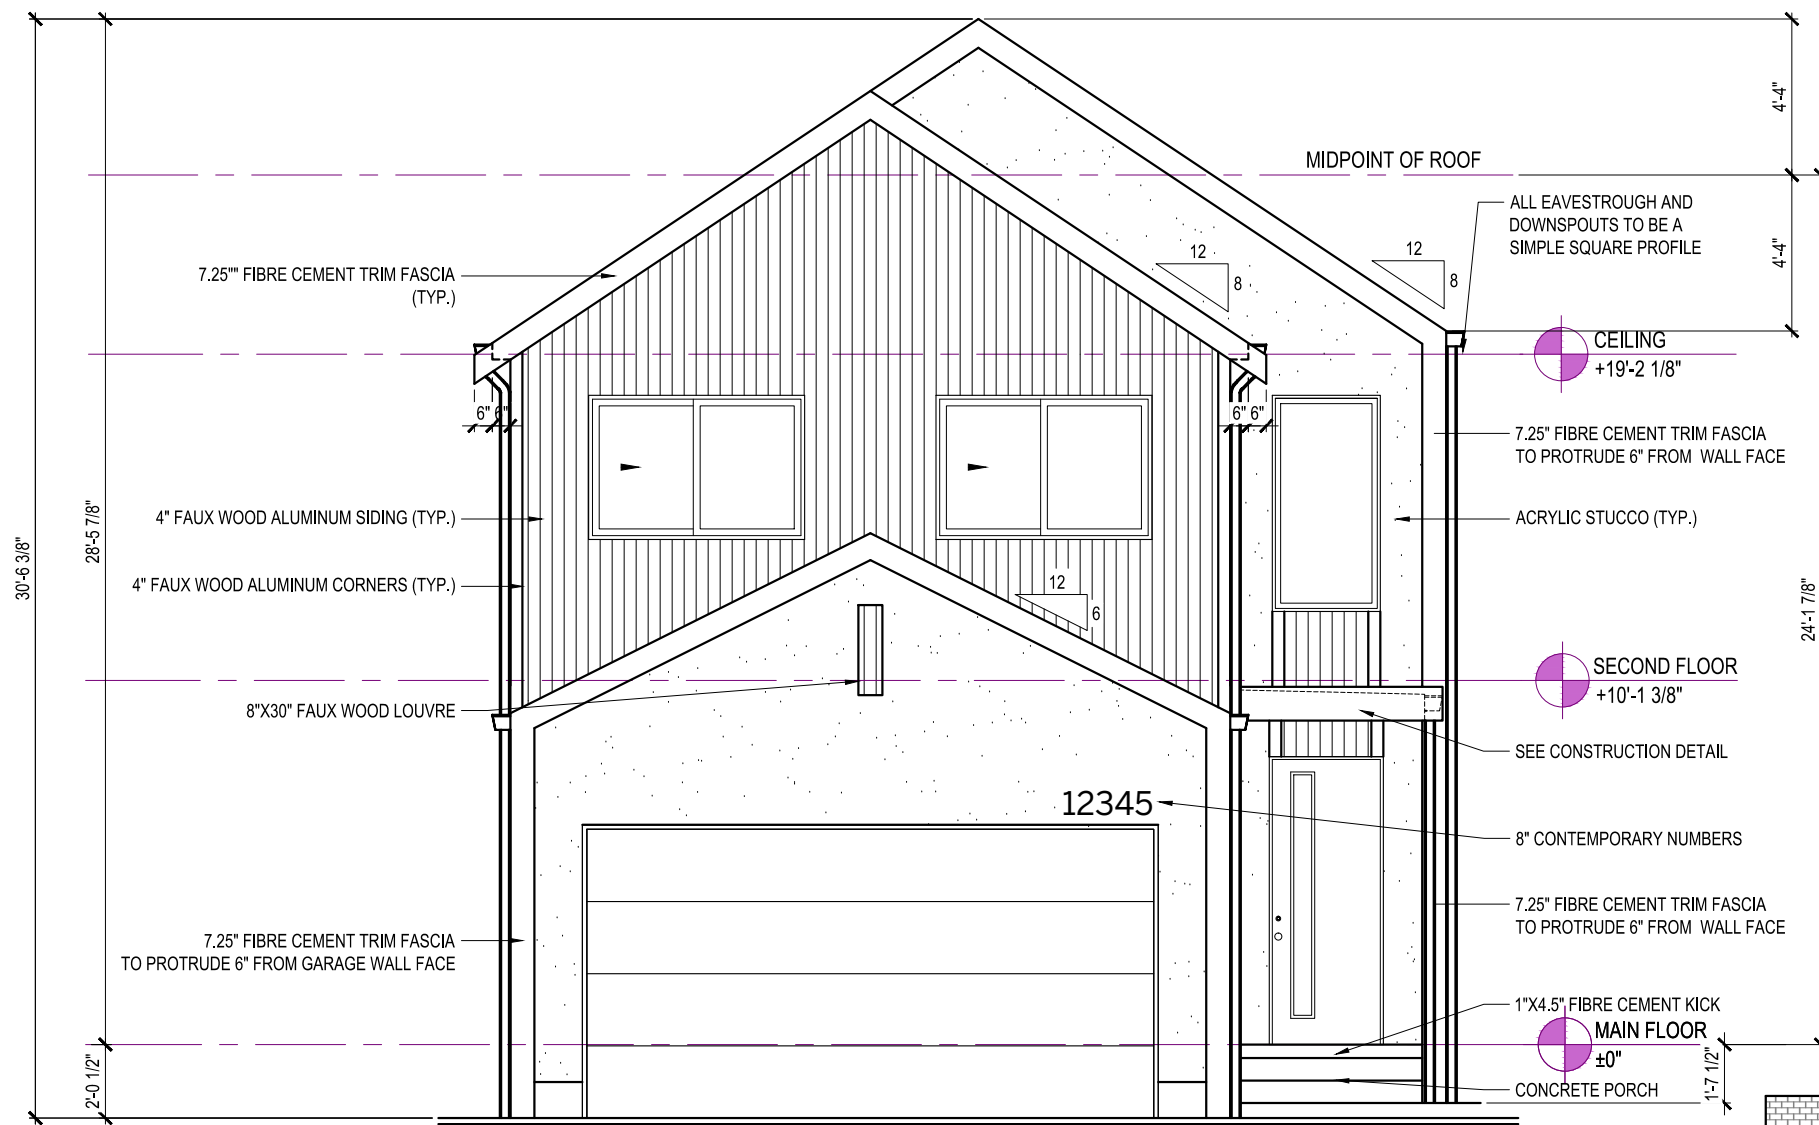 4'-4"
MIDPOINT OF ROOF
ALL EAVESTROUGH AND
DOWNSPOUTS TO BE A
SIMPLE SQUARE PROFILE
4'-4"
12
8
12
8
7.25"" FIBRE CEMENT TRIM FASCIA
(TYP.)
CEILING
+19'-2 1/8"
6" 6"
6" 6"
7.25" FIBRE CEMENT TRIM FASCIA
TO PROTRUDE 6" FROM WALL FACE
4" FAUX WOOD ALUMINUM SIDING (TYP.)
ACRYLIC STUCCO (TYP.)
28'-5 7/8"
30'-6 3/8"
4" FAUX WOOD ALUMINUM CORNERS (TYP.)
12
6
24'-1 7/8"
SECOND FLOOR
+10'-1 3/8"
8"X30" FAUX WOOD LOUVRE
SEE CONSTRUCTION DETAIL
12345
8" CONTEMPORARY NUMBERS
7.25" FIBRE CEMENT TRIM FASCIA
TO PROTRUDE 6" FROM WALL FACE
7.25" FIBRE CEMENT TRIM FASCIA
TO PROTRUDE 6" FROM GARAGE WALL FACE
1"X4.5" FIBRE CEMENT KICK
MAIN FLOOR
±0"
2'-0 1/2"
CONCRETE PORCH
1'-7 1/2"